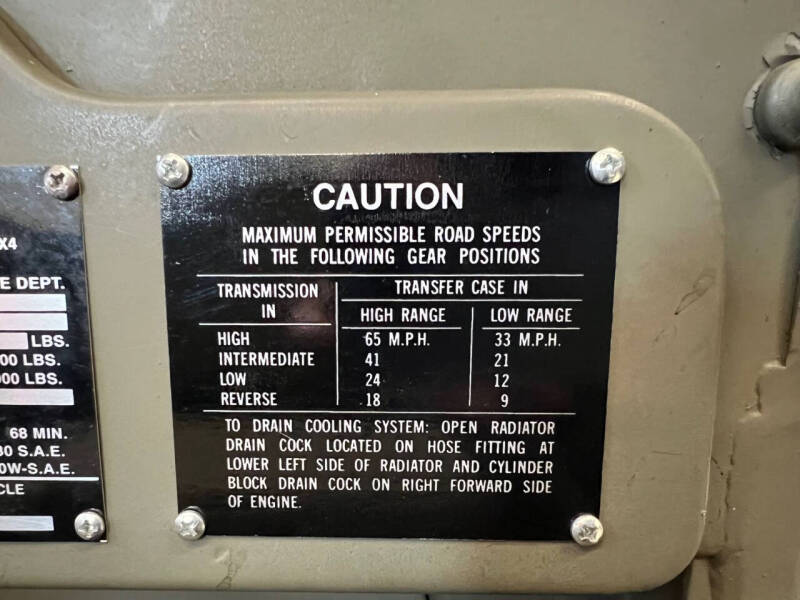 X4
E DEPT.
LBS.
00 LBS.
000 LBS.
68 MIN.
30 S.A.E.
0W-S.A.E.
CLE
CAUTION
MAXIMUM PERMISSIBLE ROAD SPEEDS
IN THE FOLLOWING GEAR POSITIONS
TRANSMISSION IN TRANSFER CASE IN
HIGH RANGE LOW RANGE
HIGH 65 M.P.H. 33 M.P.H.
INTERMEDIATE 41 21
LOW 24 12
REVERSE 18 9
TO DRAIN COOLING SYSTEM: OPEN RADIATOR
DRAIN COCK LOCATED ON HOSE FITTING AT
LOWER LEFT SIDE OF RADIATOR AND CYLINDER
BLOCK DRAIN COCK ON RIGHT FORWARD SIDE
OF ENGINE.